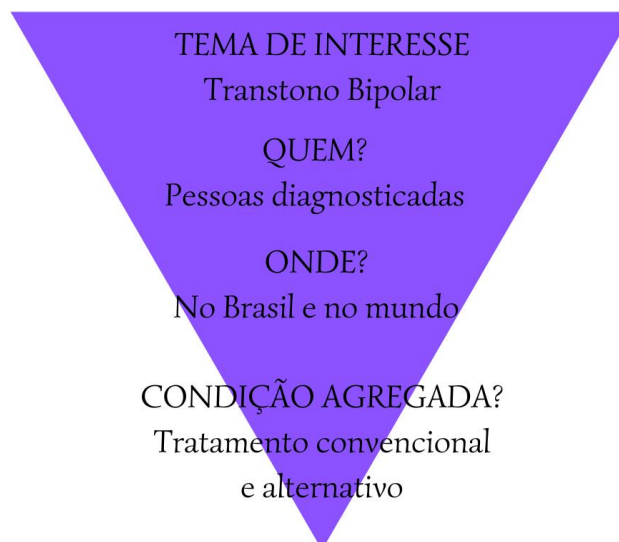 TEMA DE INTERESSE
Transtono Bipolar
QUEM?
Pessoas diagnosticadas
ONDE?
No Brasil e no mundo
CONDIÇÃO AGREGADA?
Tratamento convencional
e alternativo